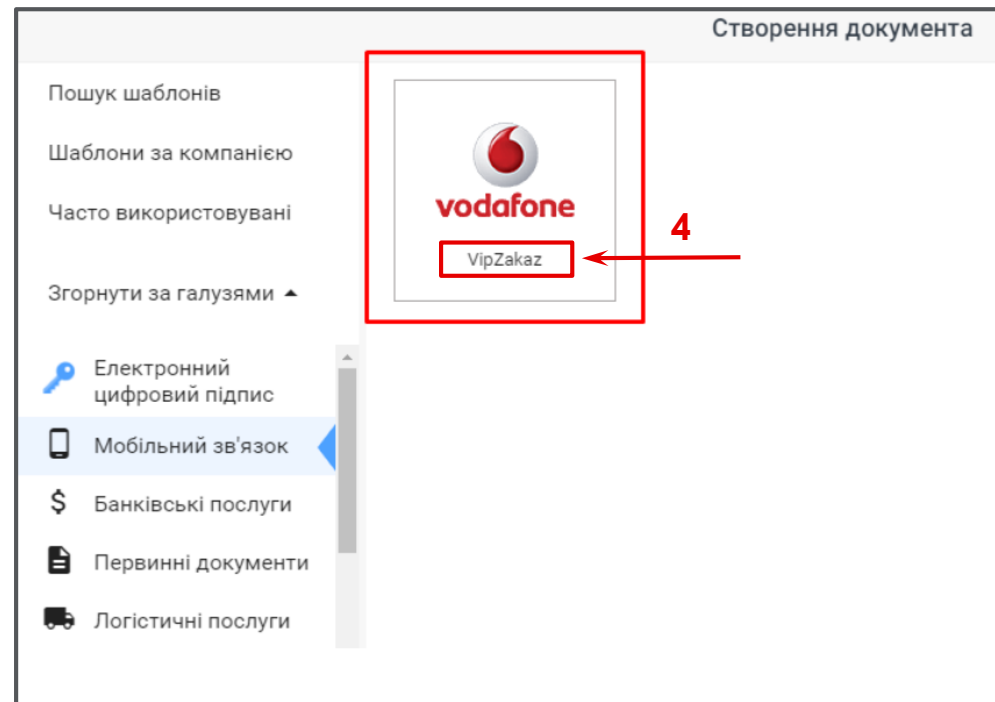 Створення документа
Пошук шаблонів
Шаблони за компанією
Часто використовувані
Згорнути за галузями
Електронний
цифровий підпис
Мобільний зв'язок
Банківські послуги
Первинні документи
Логістичні послуги
vodafone
VipZakaz
4